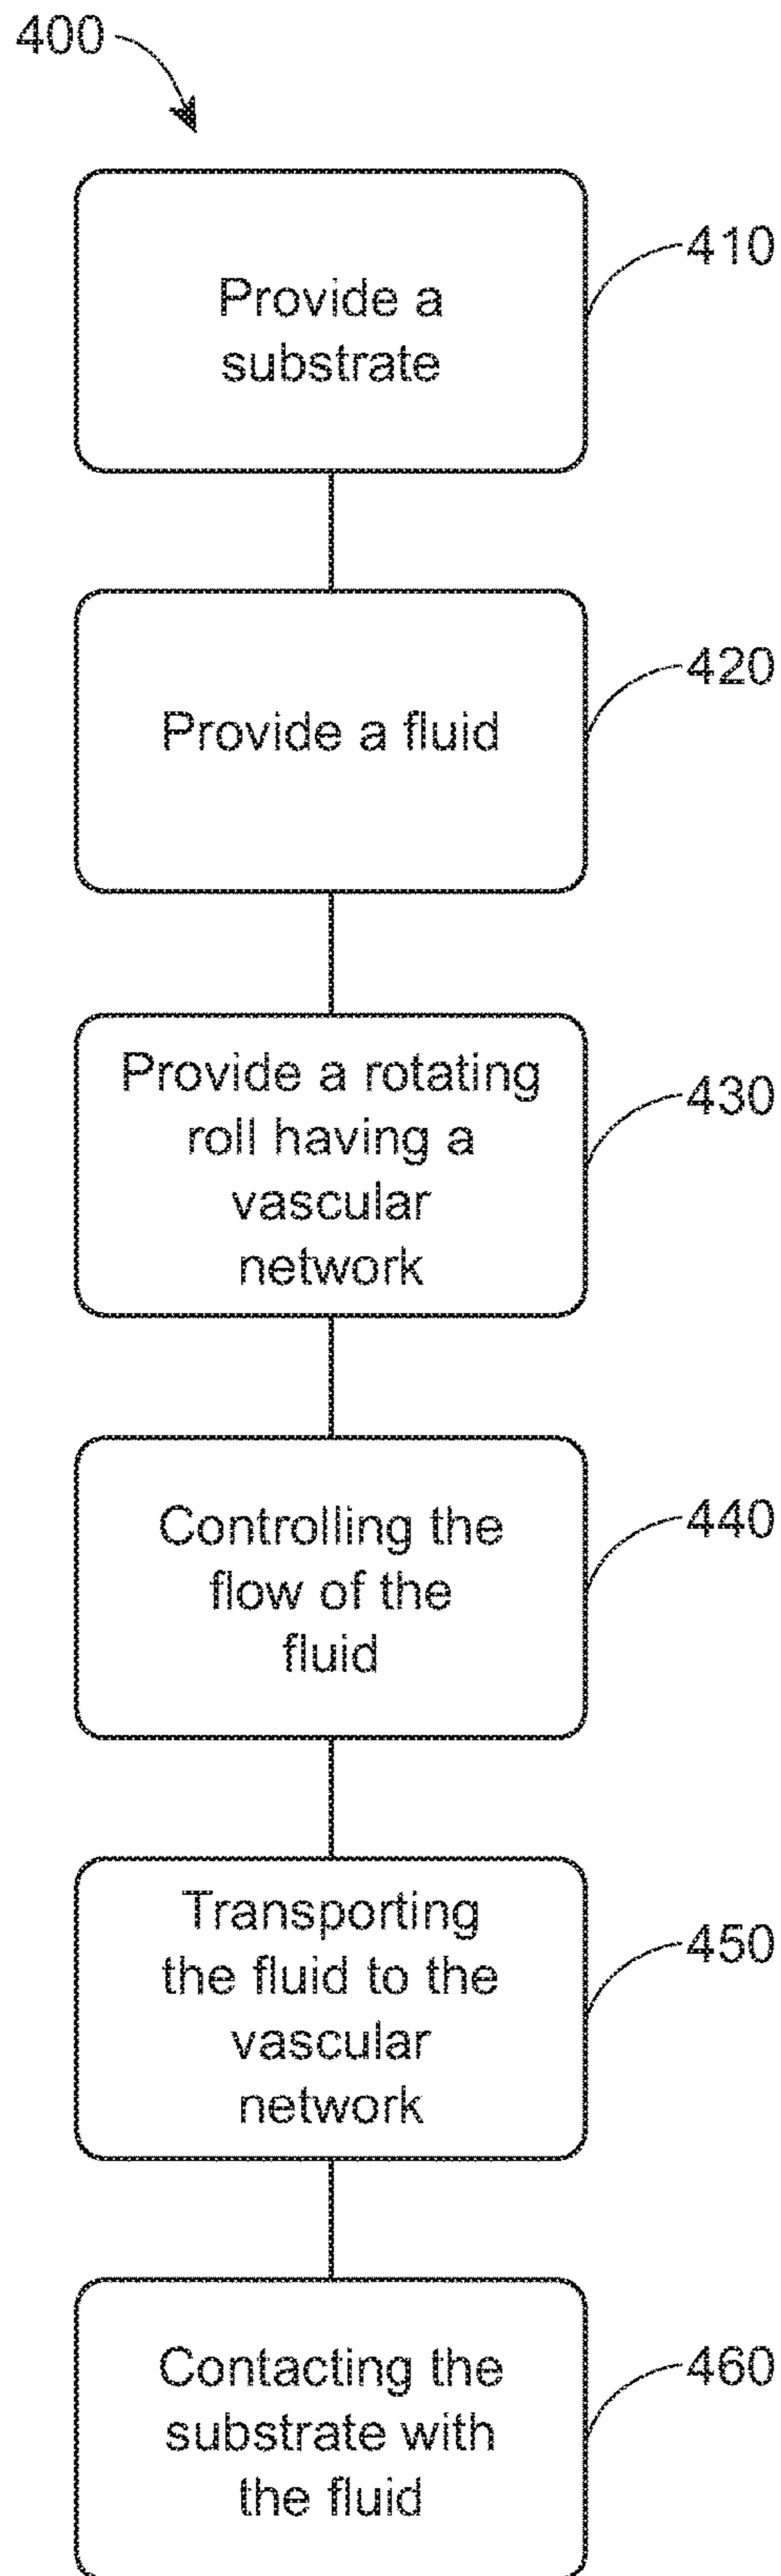 400
Provide a
substrate
410
Provide a fluid
420
Provide a rotating
roll having a
vascular
network
430
Controlling the
flow of the
fluid
440
Transporting
the fluid to the
vascular
network
450
Contacting the
substrate with
the fluid
460